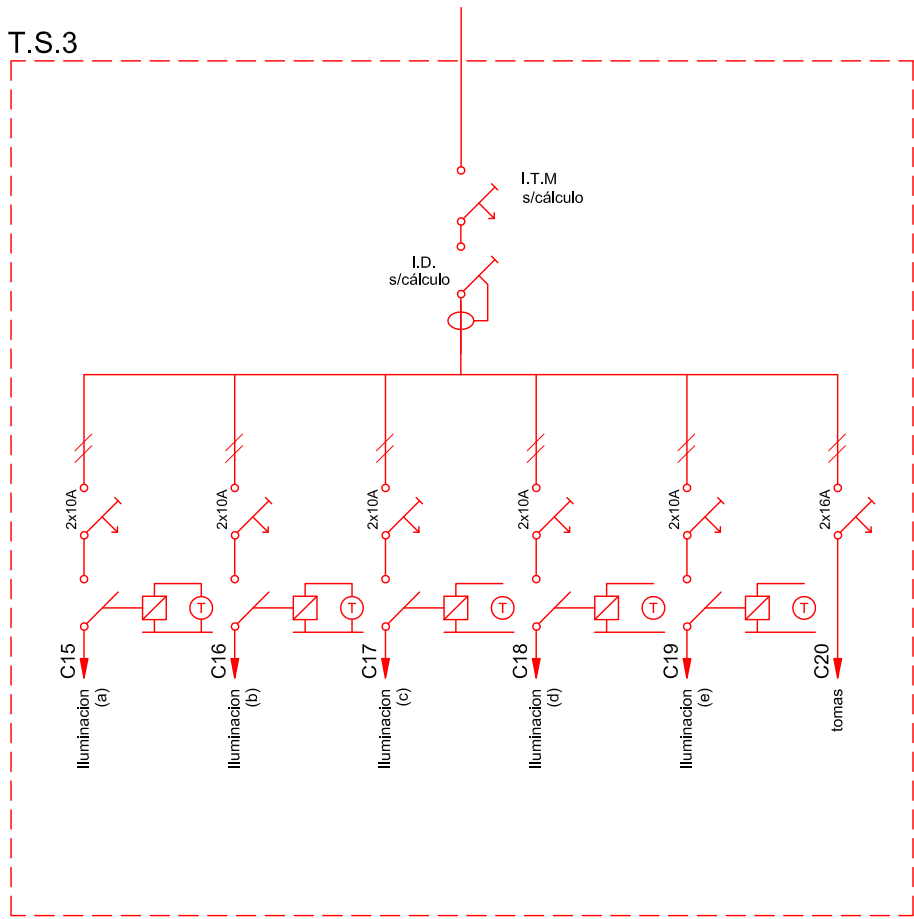 T.S.3
I.T.M
s/cálculo
I.D.
s/cálculo
2x10A
2x10A
2x10A
2x10A
2x10A
2x16A
T
T
T
T
T
C15
C16
C17
C18
C19
C20
Iluminacion
(a)
Iluminacion
(b)
Iluminacion
(c)
Iluminacion
(d)
Iluminacion
(e)
tomas